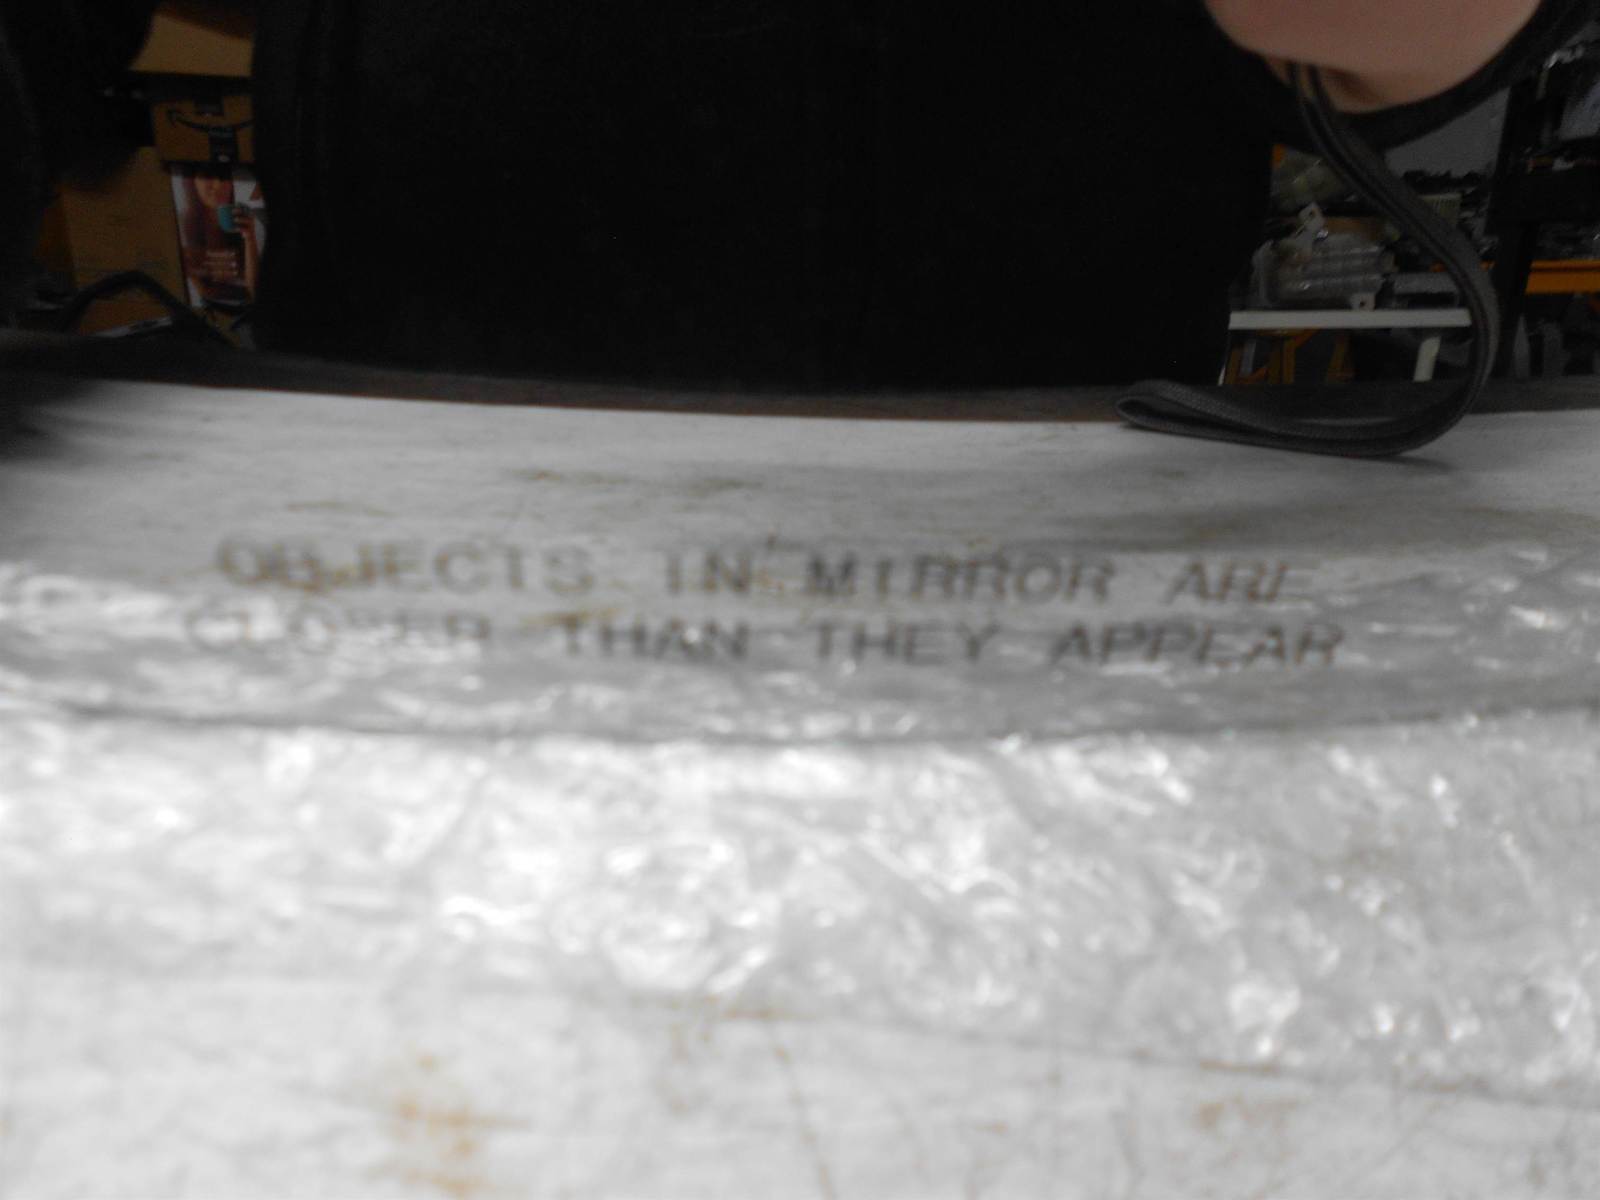 OBJECTS IN MIRROR ARE
CLOSER THAN THEY APPEAR